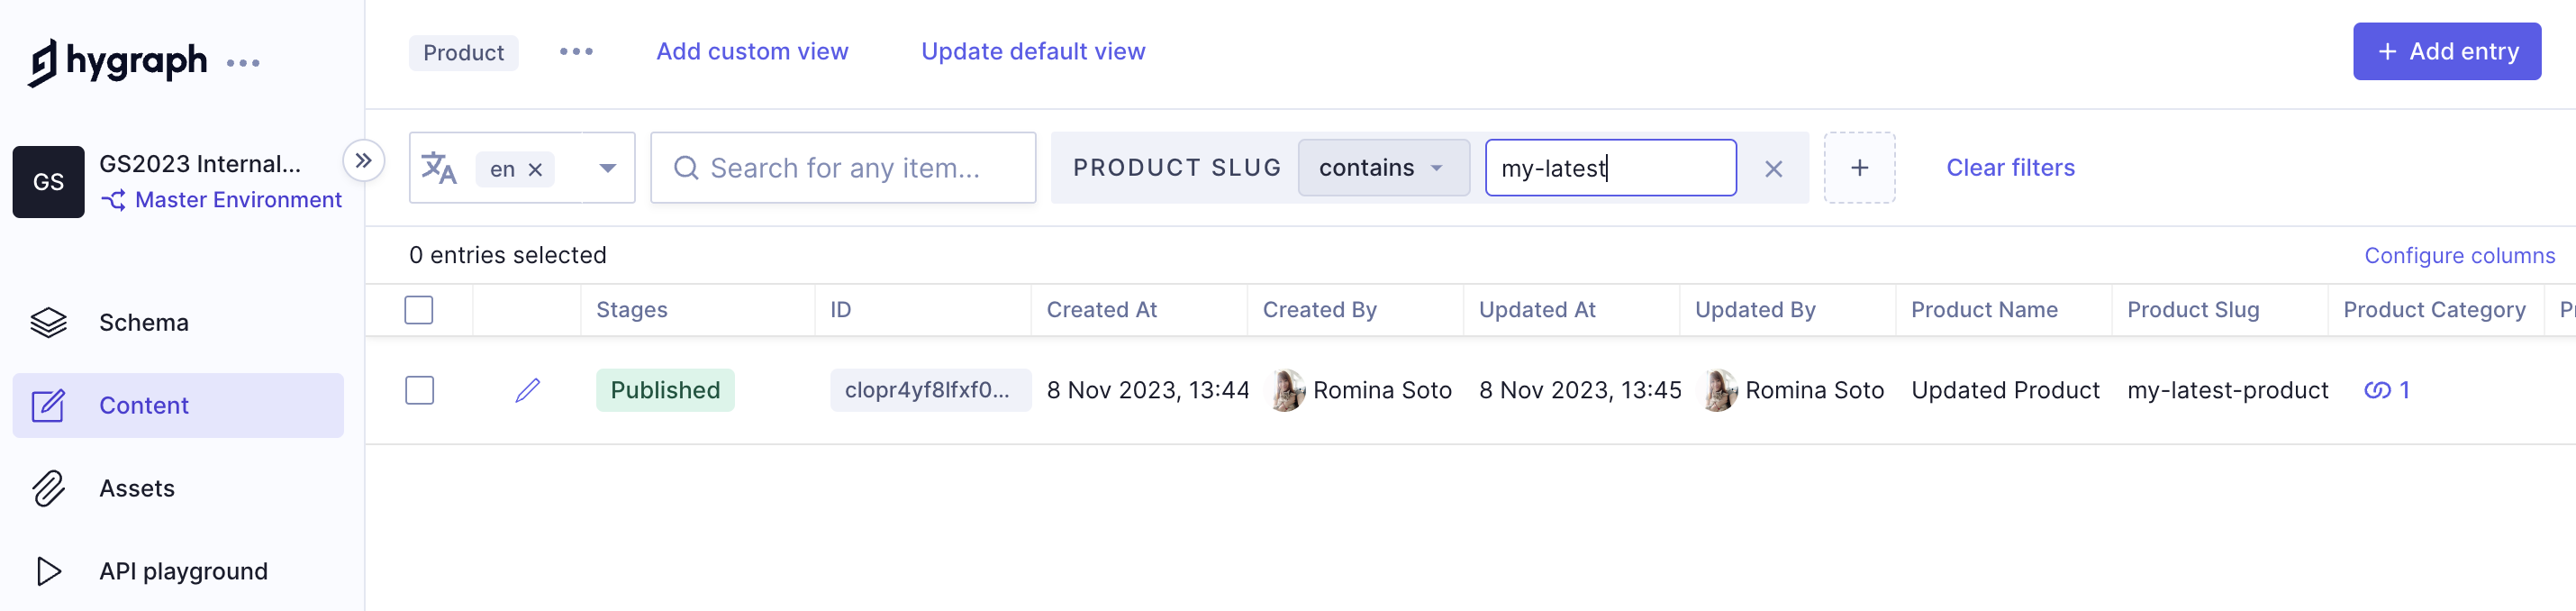 hygraph
GS
GS2023 Internal...
Master Environment
Schema
Content
Assets
API playground
Product
Add custom view
Update default view
+ Add entry
en
Search for any item...
PRODUCT SLUG
contains
my-latest
+
Clear filters
0 entries selected
Configure columns
Stages ID Created At Created By Updated At Updated By Product Name Product Slug Product Category
Published clopr4yf8lfxf0... 8 Nov 2023, 13:44 Romina Soto 8 Nov 2023, 13:45 Romina Soto Updated Product my-latest-product 1